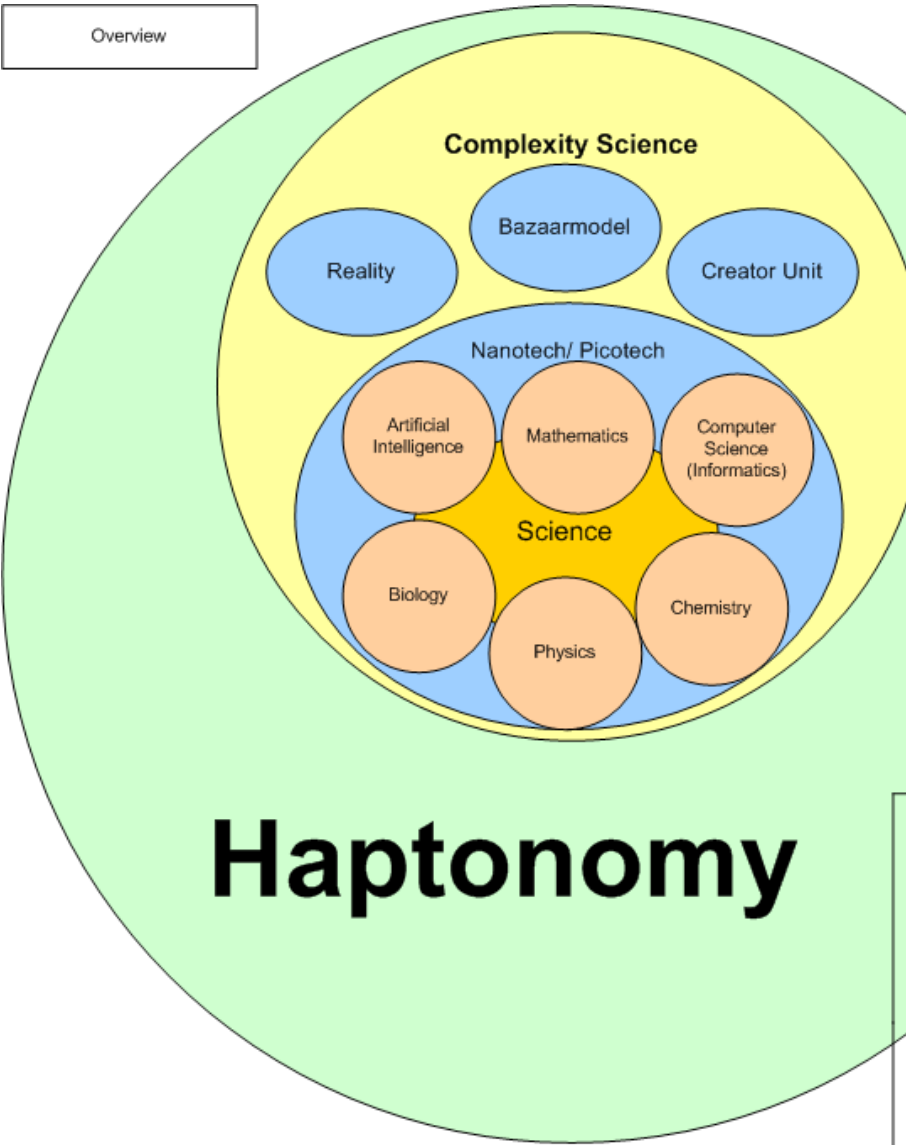 Overview
Complexity Science
Bazaarmodel
Reality
Creator Unit
Nanotech/ Picotech
Artificial
Intelligence
Mathematics
Computer
Science
(Informatics)
Science
Biology
Chemistry
Physics
Haptonomy